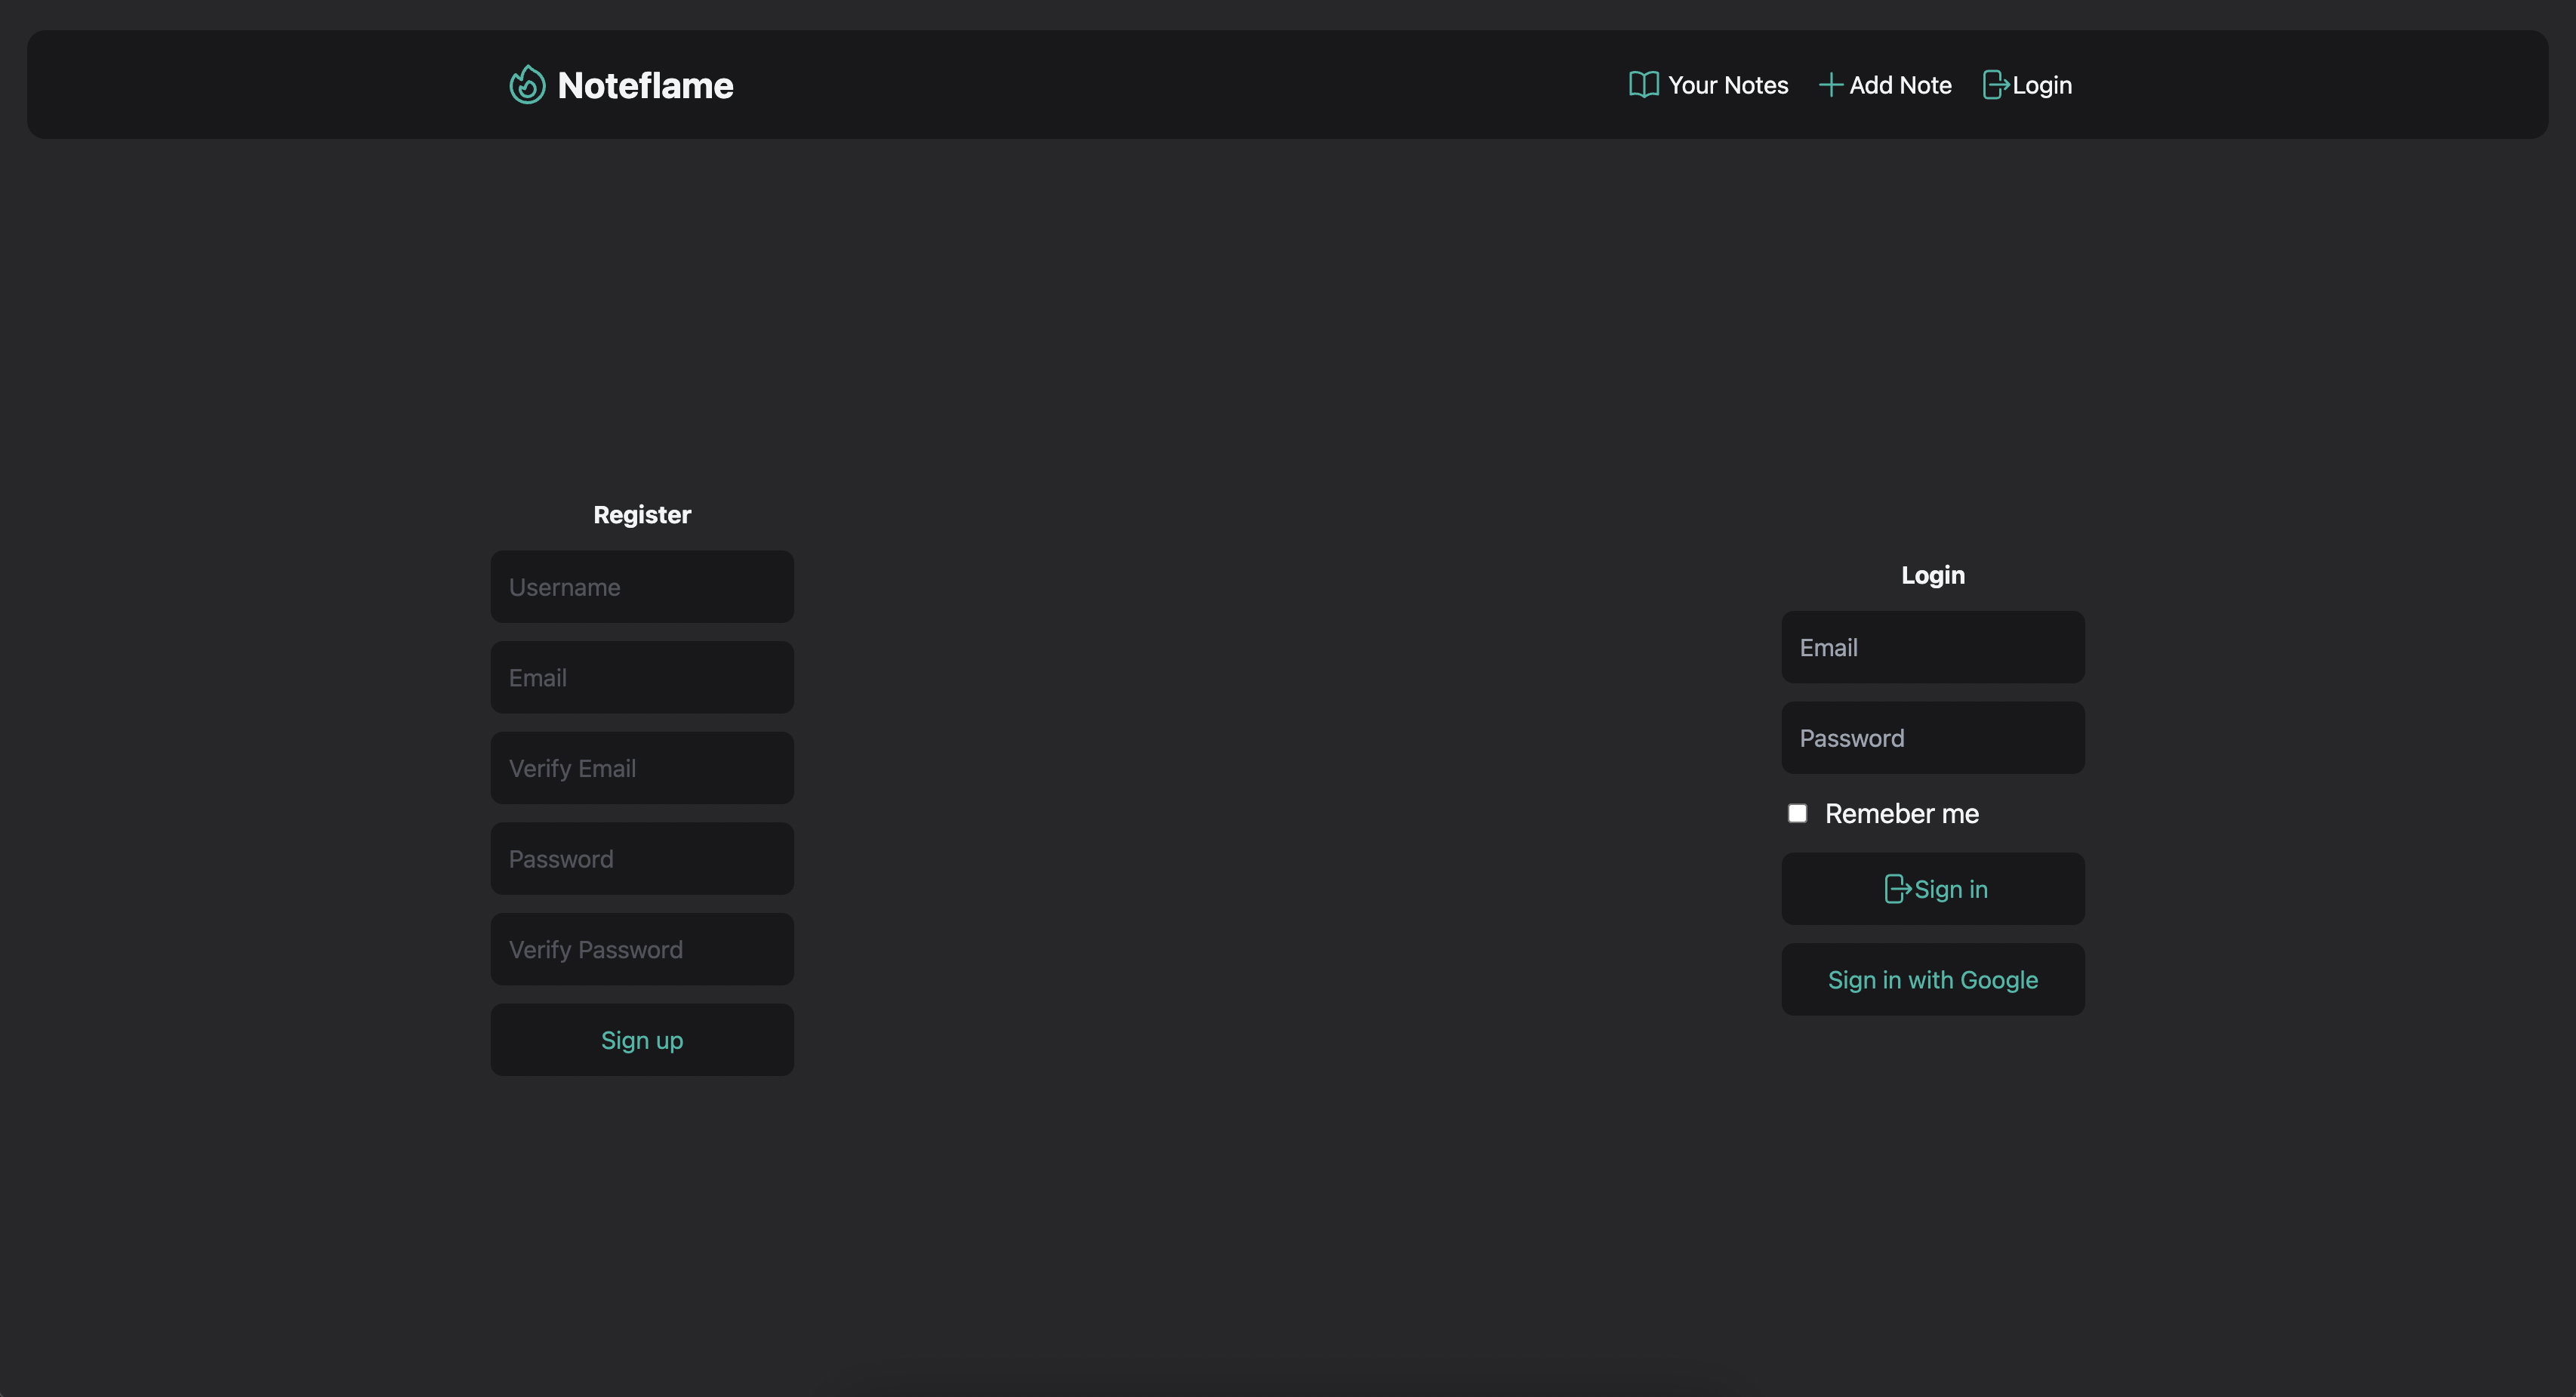 Noteflame
Your Notes
Add Note
Login
Register
Username
Email
Verify Email
Password
Verify Password
Sign up
Login
Email
Password
Remeber me
Sign in
Sign in with Google